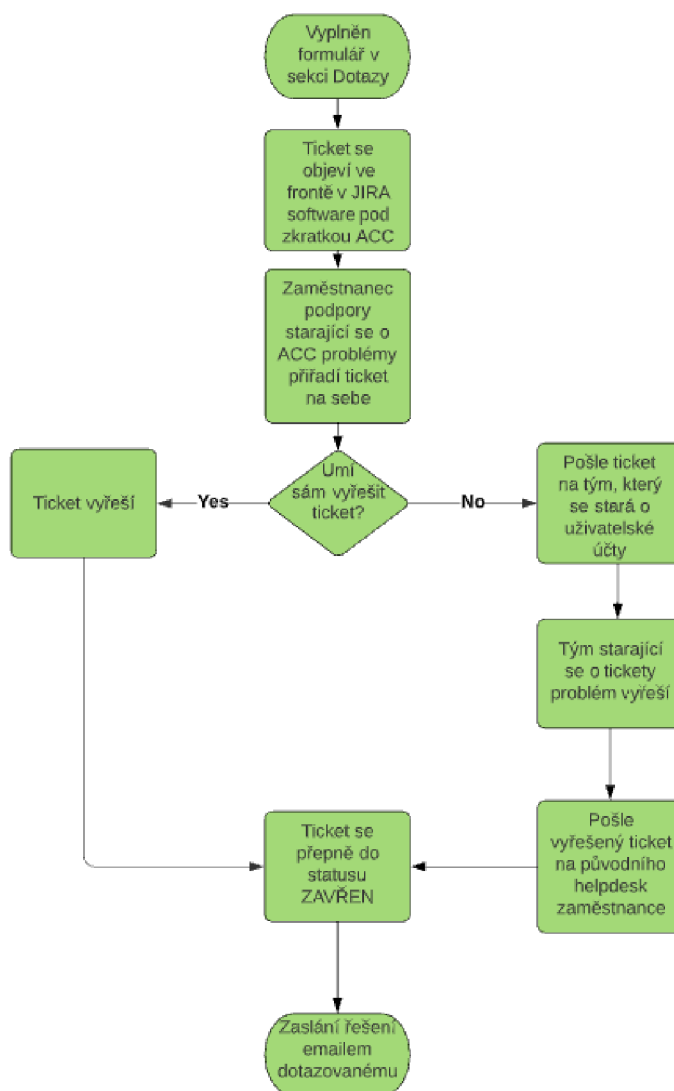 Vyplněn
formulář v
sekci Dotazy
Ticket se
objeví ve
frontě v JIRA
software pod
zkratkou ACC
Zaměstnanec
podpory
starající se o
ACC problémy
přiřadí ticket
na sebe
Umí
sám vyřešit
ticket?
Yes
No
Ticket vyřeší
Pošle ticket
na tým, který
se stará o
uživatelské
účty
Tým starající
se o tickety
problém vyřeší
Pošle
vyřešený ticket
na původního
helpdesk
zaměstnance
Ticket se
přepně do
statusu
ZAVŘEN
Zaslání řešení
emailem
dotazovanému